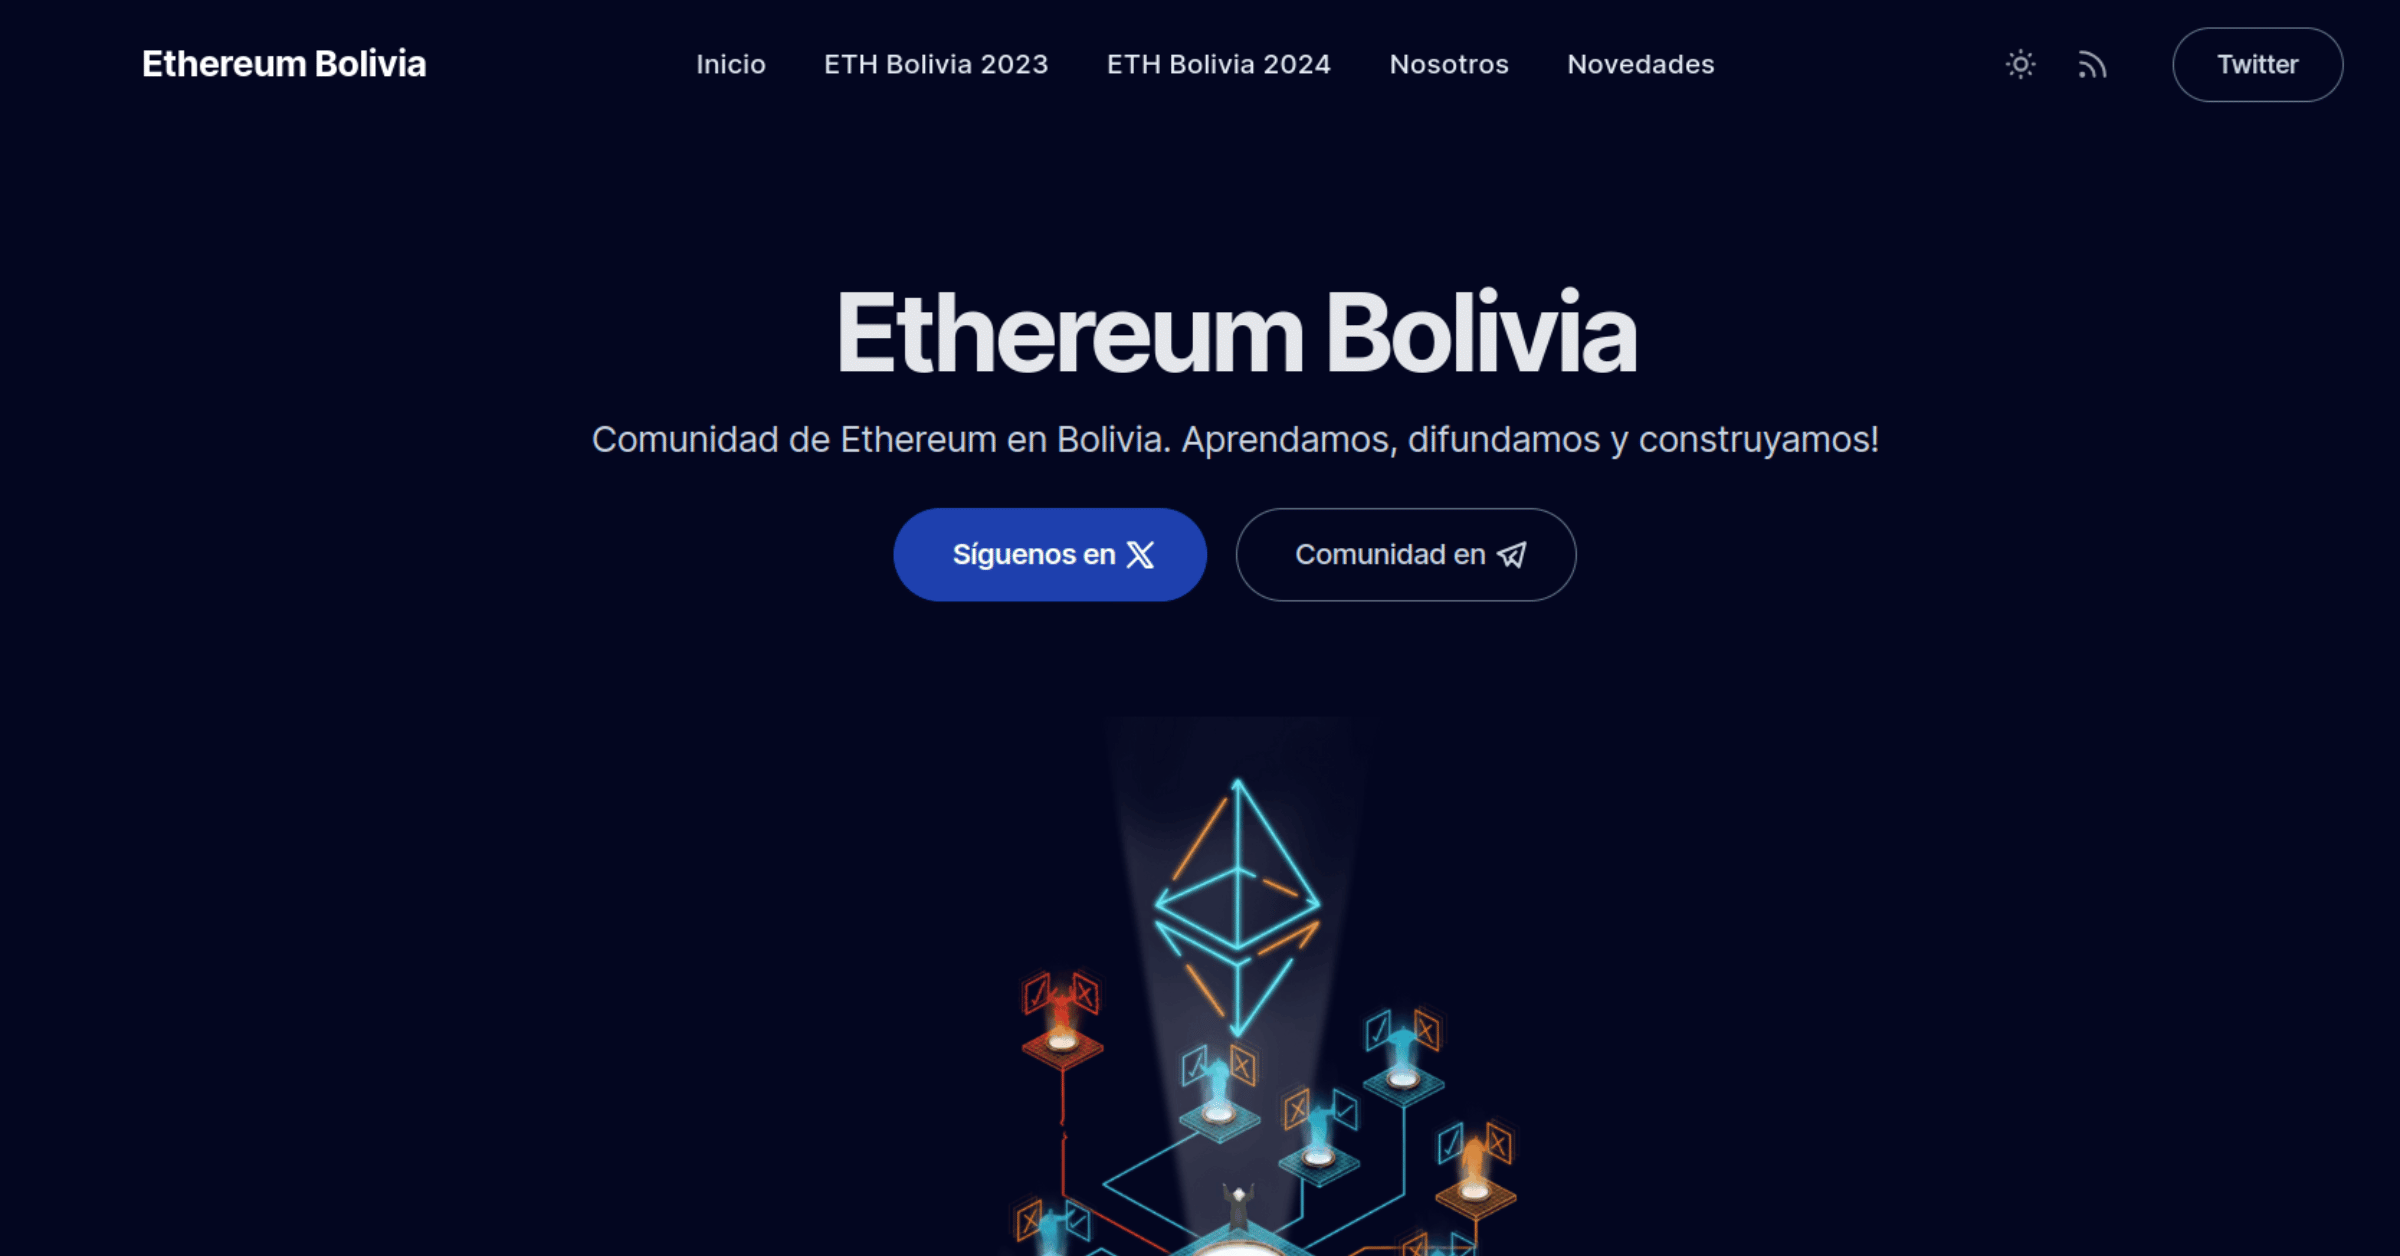 Ethereum Bolivia
Inicio
ETH Bolivia 2023
ETH Bolivia 2024
Nosotros
Novedades
Twitter
Ethereum Bolivia
Comunidad de Ethereum en Bolivia. Aprendamos, difundamos y construyamos!
Síguenos en
Comunidad en